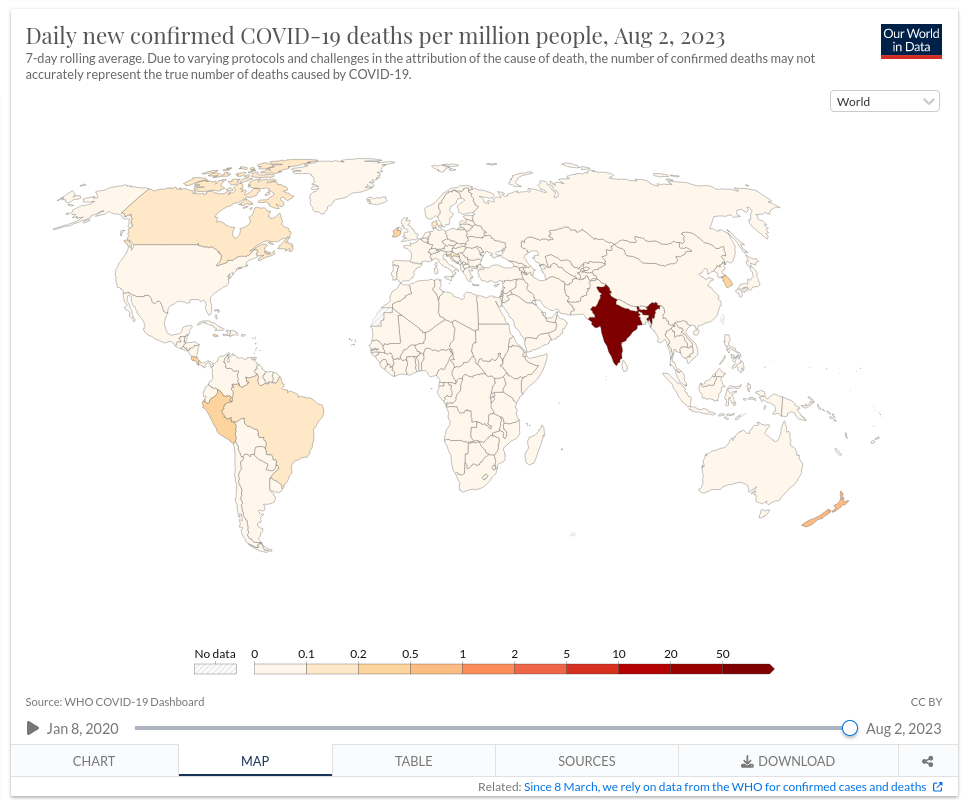 Daily new confirmed COVID-19 deaths per million people, Aug 2, 2023
7-day rolling average. Due to varying protocols and challenges in the attribution of the cause of death, the number of confirmed deaths may not
accurately represent the true number of deaths caused by COVID-19.
Our World
in Data
World
No data 0 0.1 0.2 0.5 1 2 5 10 20 50
Source: WHO COVID-19 Dashboard CC BY
Jan 8, 2020 Aug 2, 2023
CHART MAP TABLE SOURCES DOWNLOAD
Related: Since 8 March, we rely on data from the WHO for confirmed cases and deaths